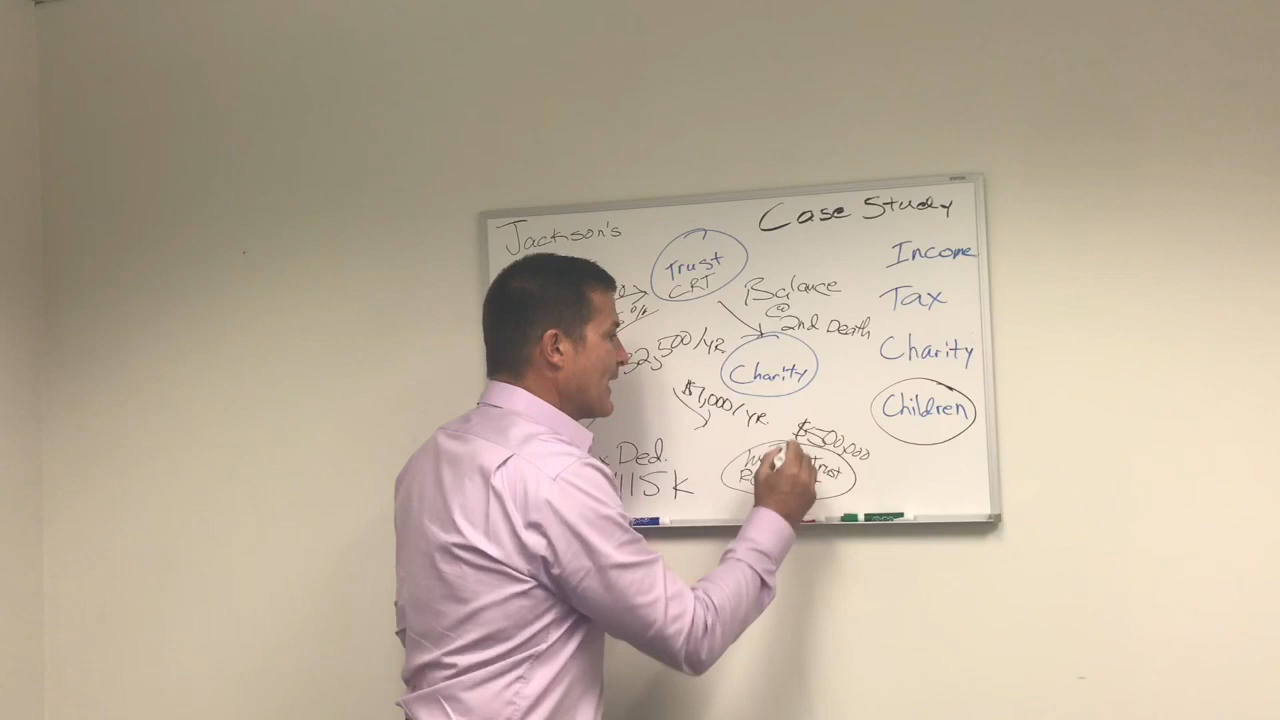 Jackson's
Case Study
Trust
CRT
Income
Tax
Charity
Children
Balance
@
2nd Death
500/YR
Charity
$7,000/YR.
$500,000
Trust
Ded.
115k